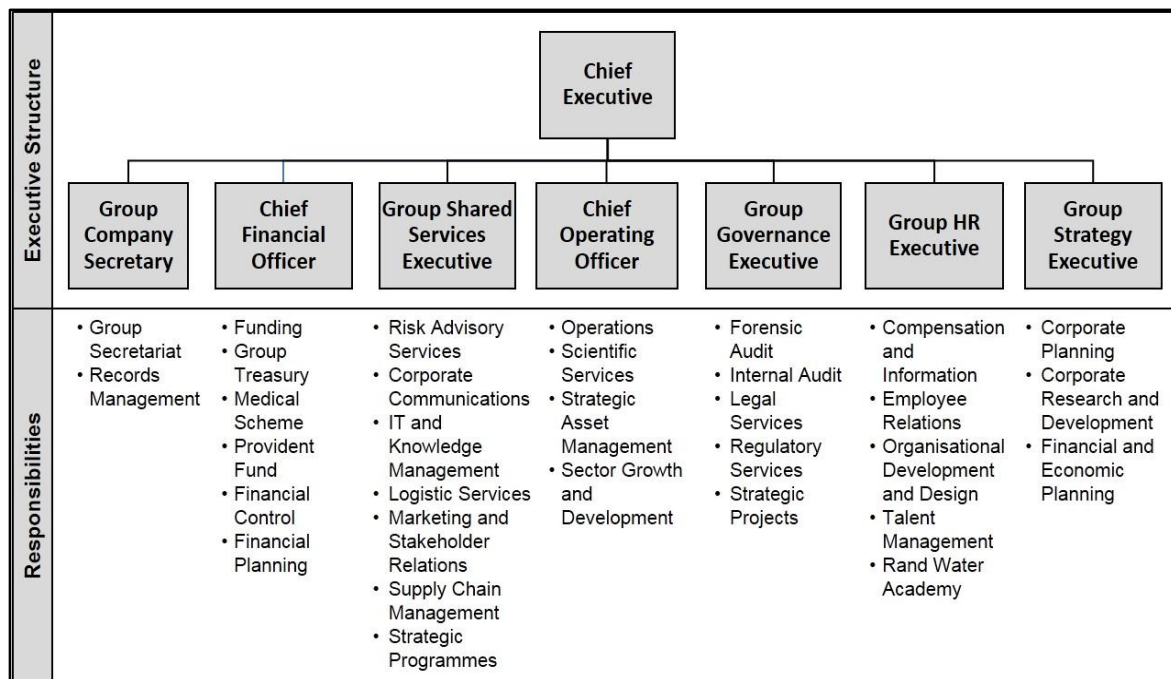 Executive Structure
Chief
Executive
Group
Company
Secretary
Chief
Financial
Officer
Group Shared
Services
Executive
Chief
Operating
Officer
Group
Governance
Executive
Group HR
Executive
Group
Strategy
Executive
Responsibilities
• Group
Secretariat
• Records
Management
• Funding
• Group
Treasury
• Medical
Scheme
• Provident
Fund
• Financial
Control
• Financial
Planning
• Risk Advisory
Services
• Corporate
Communications
• IT and
Knowledge
Management
• Logistic Services
• Marketing and
Stakeholder
Relations
• Supply Chain
Management
• Strategic
Programmes
• Operations
• Scientific
Services
• Strategic
Asset
Management
• Sector Growth
and
Development
• Forensic
Audit
• Internal Audit
• Legal
Services
• Regulatory
Services
• Strategic
Projects
• Compensation
and
Information
• Employee
Relations
• Organisational
Development
and Design
• Talent
Management
• Rand Water
Academy
• Corporate
Planning
• Corporate
Research and
Development
• Financial and
Economic
Planning